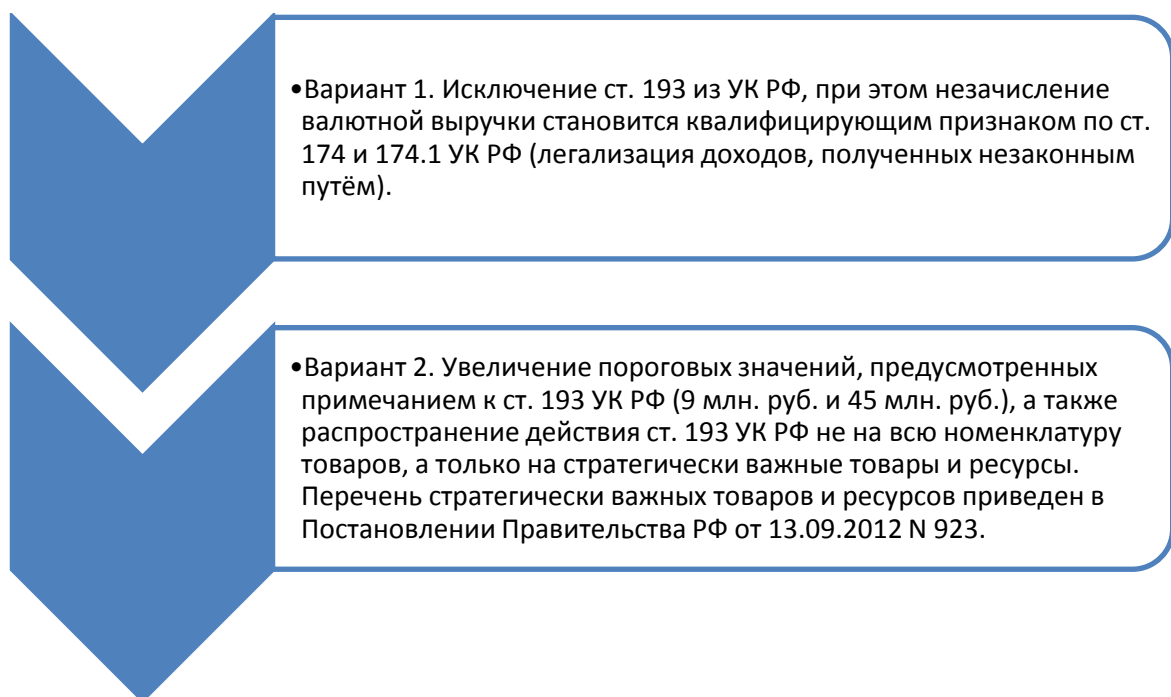 •Вариант 1. Исключение ст. 193 из УК РФ, при этом незачисление
валютной выручки становится квалифицирующим признаком по ст.
174 и 174.1 УК РФ (легализация доходов, полученных незаконным
путём).
•Вариант 2. Увеличение пороговых значений, предусмотренных
примечанием к ст. 193 УК РФ (9 млн. руб. и 45 млн. руб.), а также
распространение действия ст. 193 УК РФ не на всю номенклатуру
товаров, а только на стратегически важные товары и ресурсы.
Перечень стратегически важных товаров и ресурсов приведен в
Постановлении Правительства РФ от 13.09.2012 N 923.